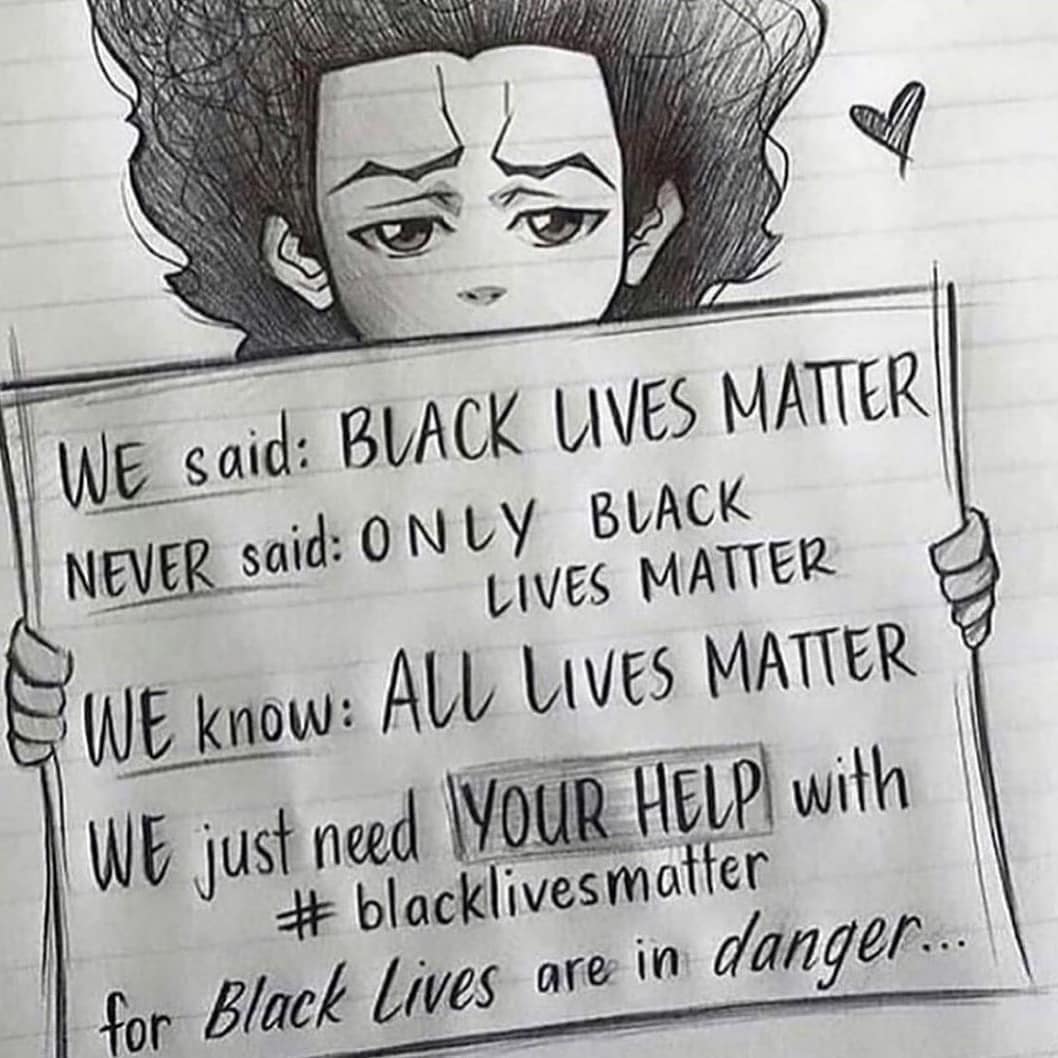 WE said: BLACK LIVES MATTER
NEVER said: ONLY BLACK
LIVES MATTER
WE know: ALL LIVES MATTER
WE just need YOUR HELP with
#blacklivesmatter
for Black Lives are in danger...